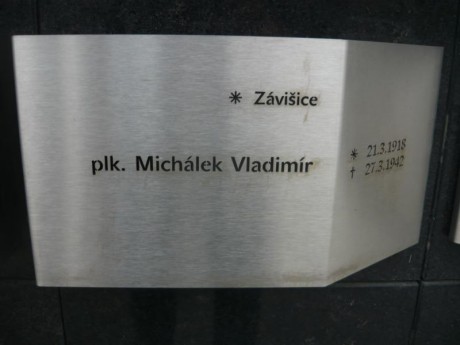 * Závišice
plk. Michálek Vladimír
* 21.3.1918
† 27.3.1942